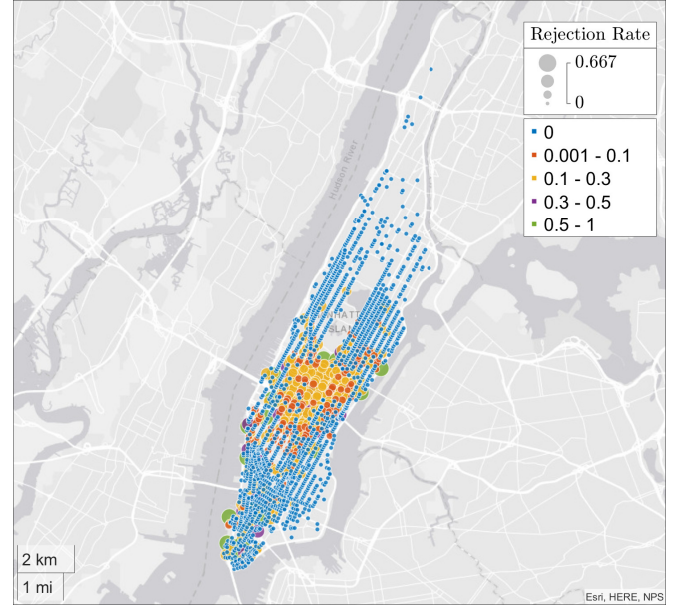 Rejection Rate
0.667
0
0
0.001 - 0.1
0.1 - 0.3
0.3 - 0.5
0.5 - 1
Hudson River
2 km
1 mi
Esri, HERE, NPS